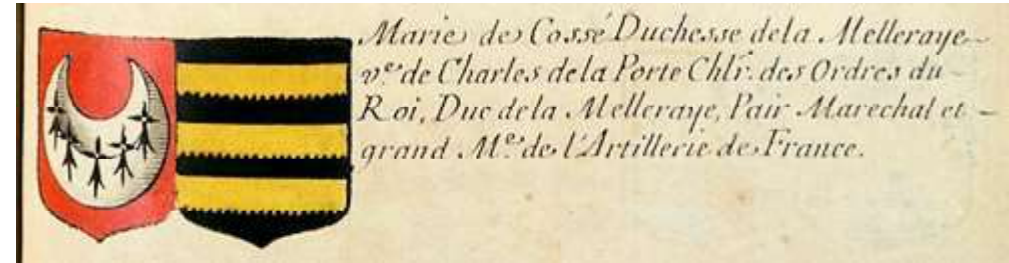 Marie de Cossé Duchesse de la Melleraye
v.e de Charles de la Porte Chlr. des Ordres du
Roi, Duc de la Melleraye, Pair Marechal et
grand M.e de l'Artillerie de France.